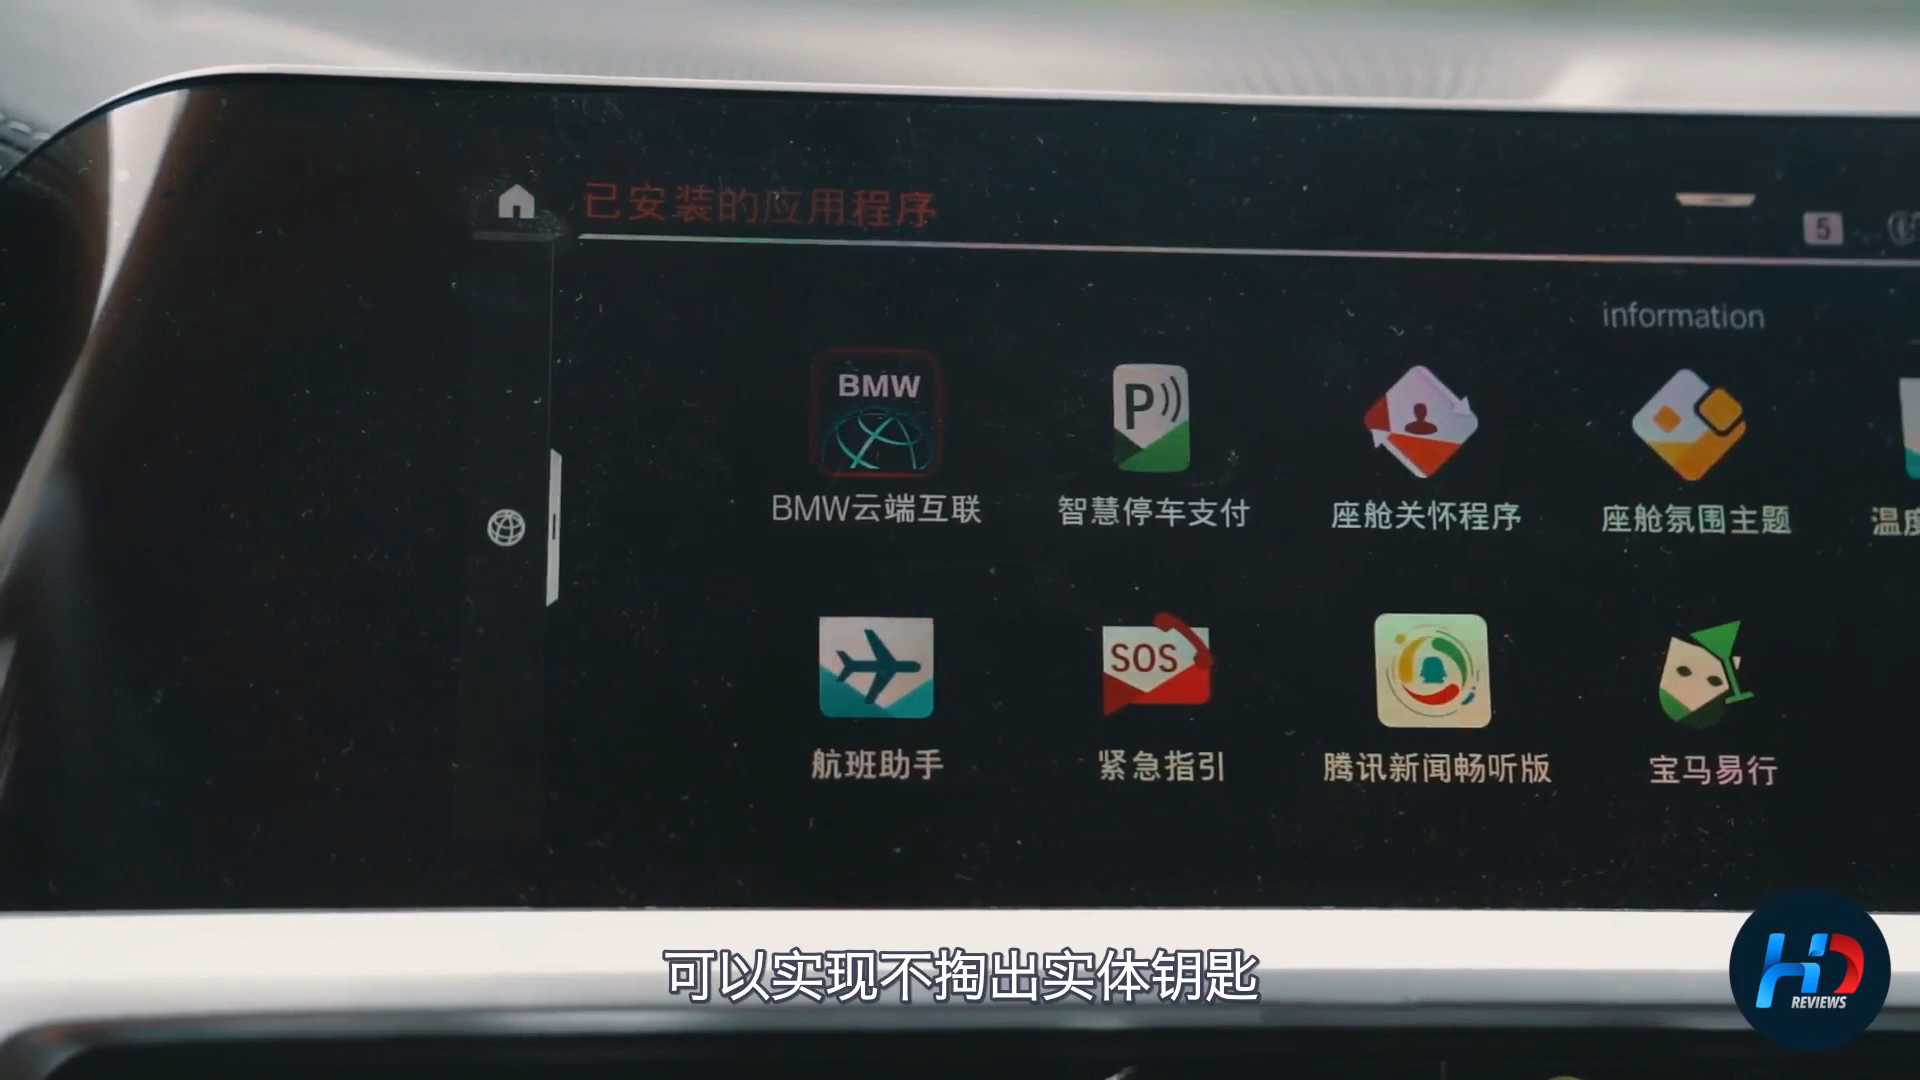 已安装的应用程序
5
information
BMW
P
BMW云端互联
智慧停车支付
座舱关怀程序
座舱氛围主题
温度
SOS
航班助手
紧急指引
腾讯新闻畅听版
宝马易行
可以实现不掏出实体钥匙
HD
REVIEWS